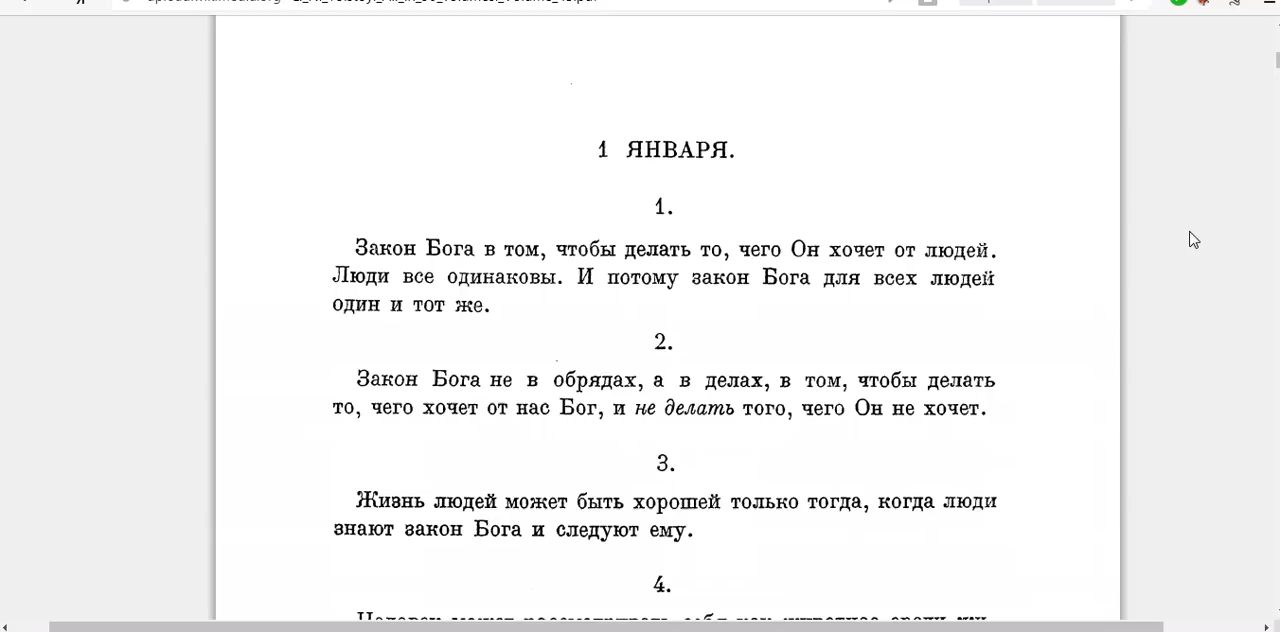 1 ЯНВАРЯ.
1.
Закон Бога в том, чтобы делать то, чего Он хочет от людей.
Люди все одинаковы. И потому закон Бога для всех людей
один и тот же.
2.
Закон Бога не в обрядах, а в делах, в том, чтобы делать
то, чего хочет от нас Бог, и не делать того, чего Он не хочет.
3.
Жизнь людей может быть хорошей только тогда, когда люди
знают закон Бога и следуют ему.
4.